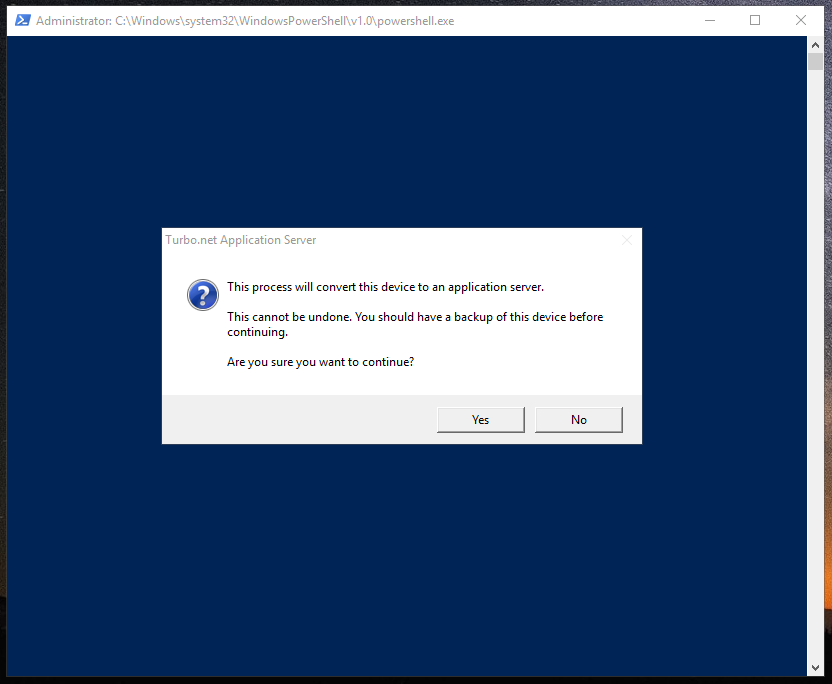 Administrator: C:\Windows\system32\WindowsPowerShell\v1.0\powershell.exe
Turbo.net Application Server
This process will convert this device to an application server.
This cannot be undone. You should have a backup of this device before
continuing.
Are you sure you want to continue?
Yes
No